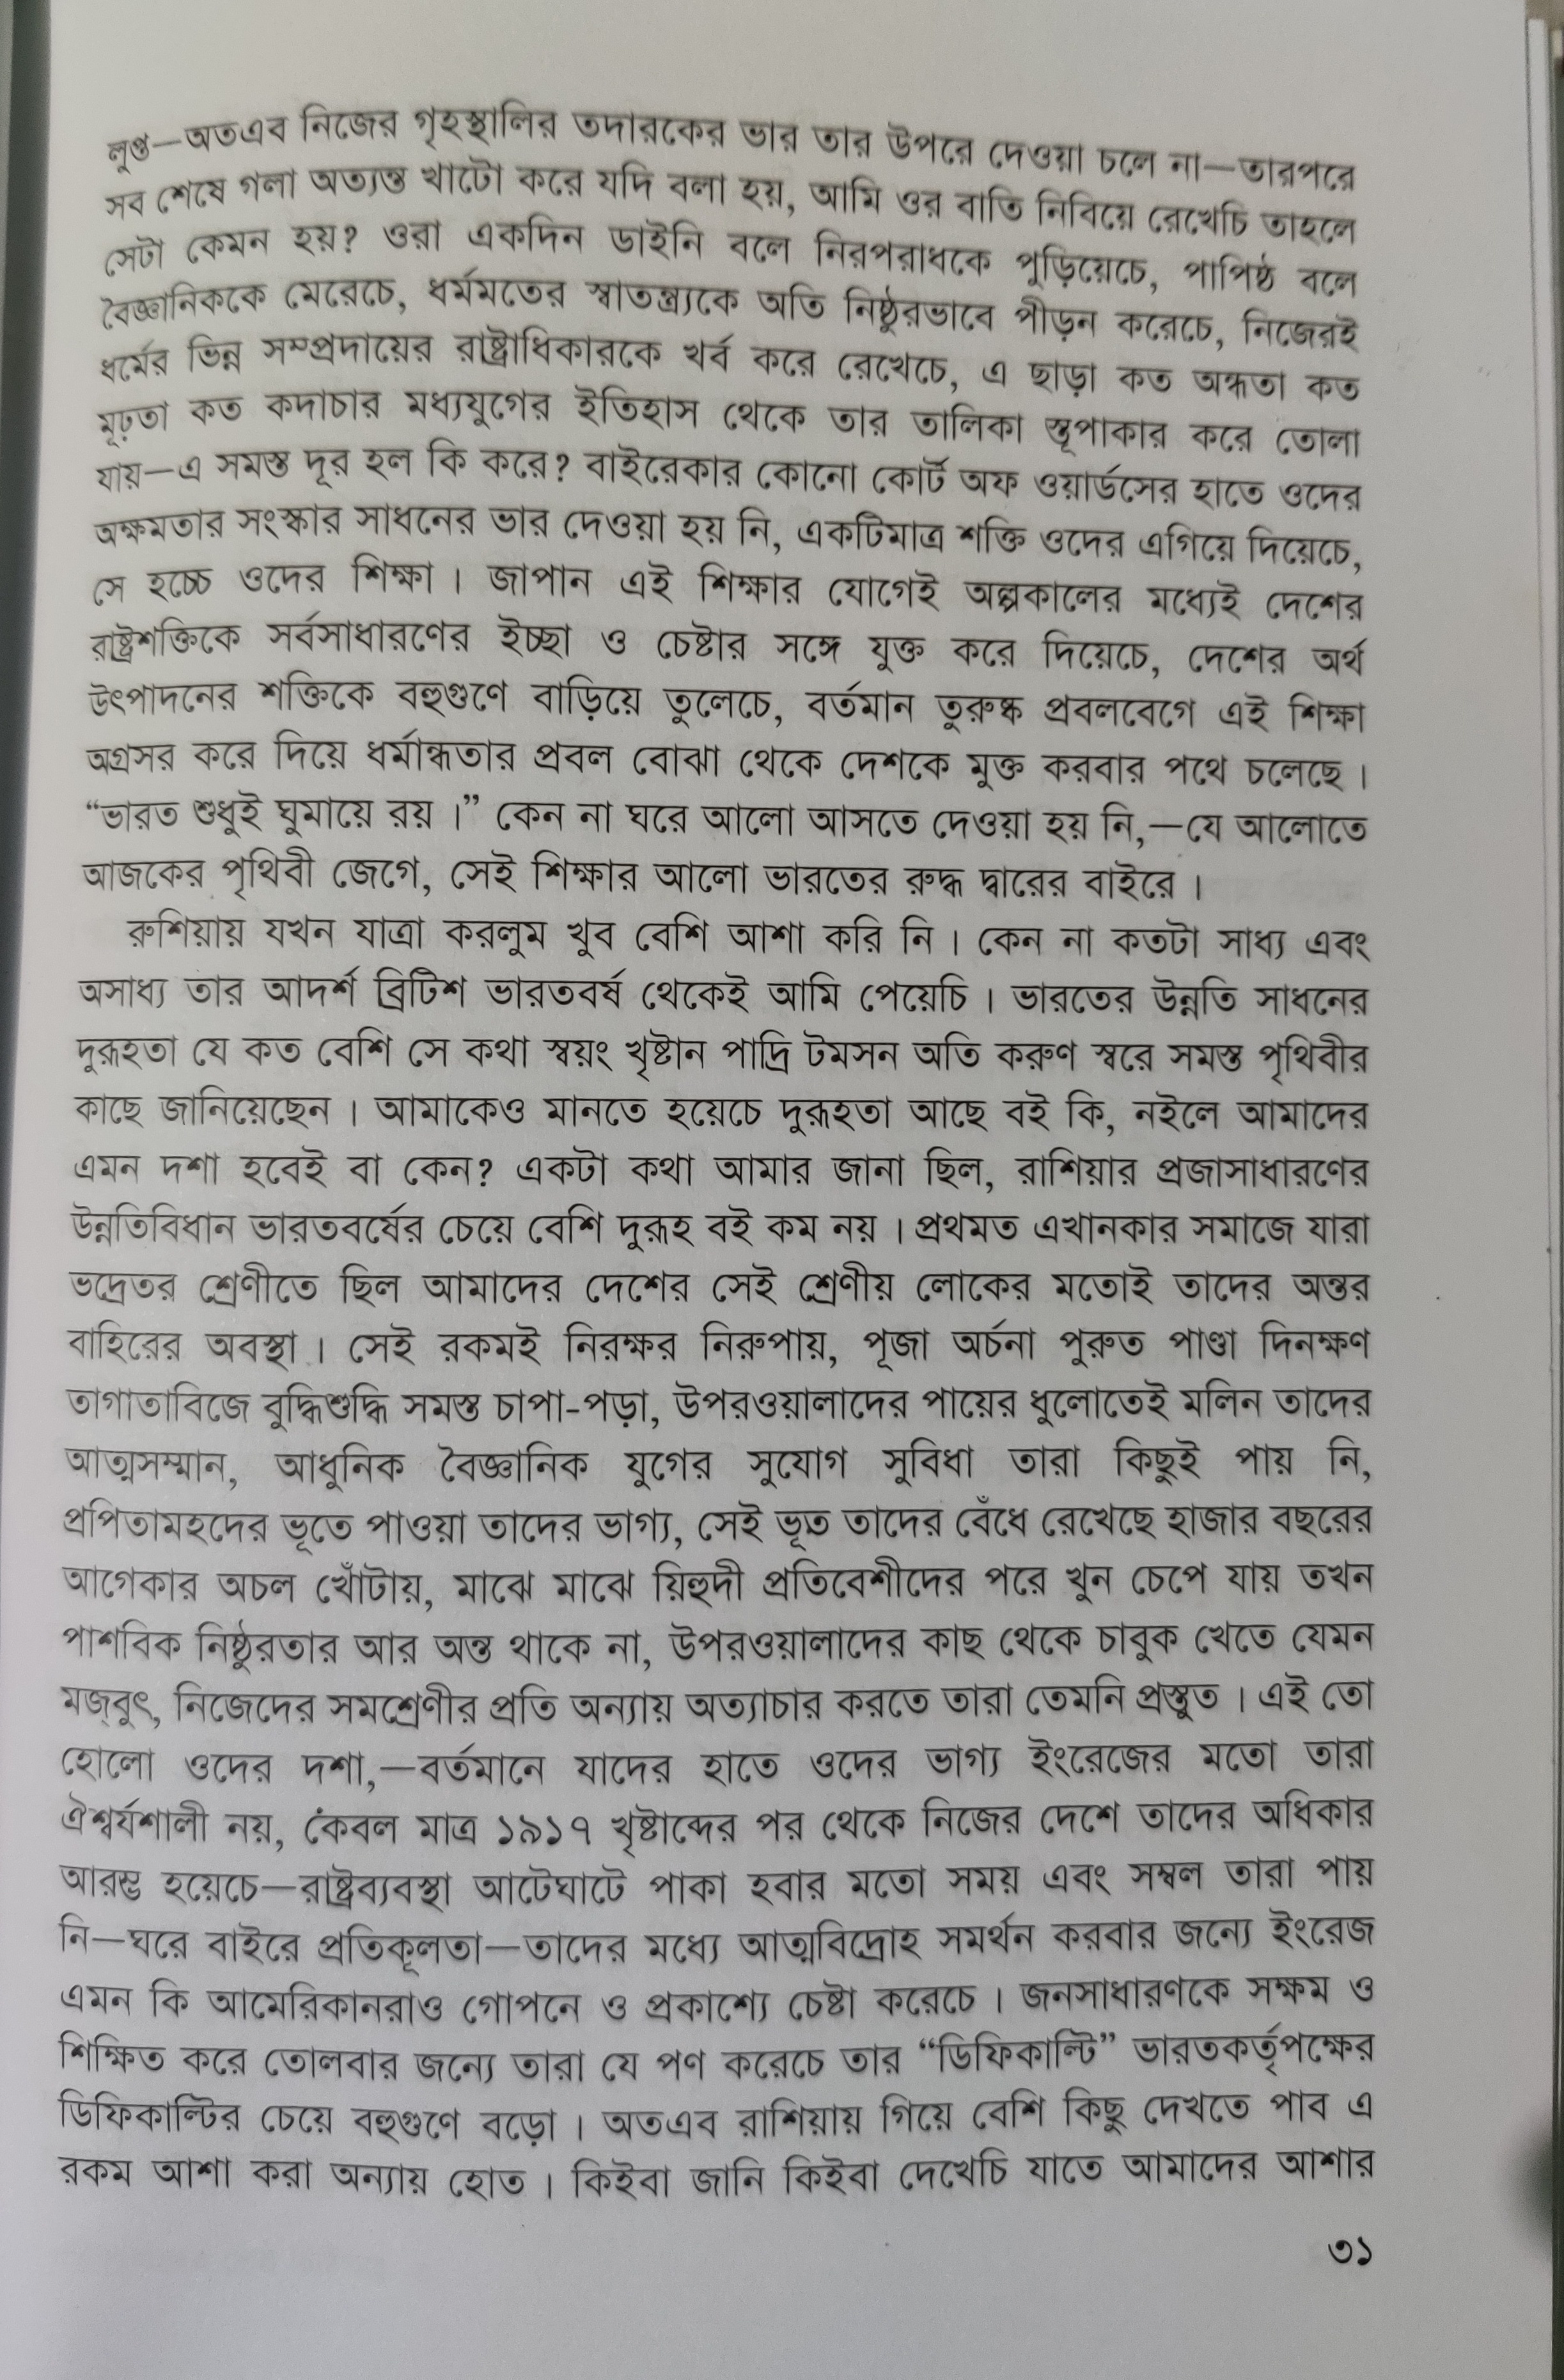 লুপ্ত—অতএব নিজের গৃহস্থালির তদারকের ভার তার উপরে দেওয়া চলে না—তারপরে
সব শেষে গলা অত্যন্ত খাটো করে যদি বলা হয়, আমি ওর বাতি নিবিয়ে রেখেচি তাহলে
সেটা কেমন হয়? ওরা একদিন ডাইনি বলে নিরপরাধকে পুড়িয়েচে, পাপিষ্ঠ বলে
বৈজ্ঞানিককে মেরেচে, ধর্মমতের স্বাতন্ত্র্যকে অতি নিষ্ঠুরভাবে পীড়ন করেচে, নিজেরই
ধর্মের ভিন্ন সম্প্রদায়ের রাষ্ট্রাধিকারকে খর্ব করে রেখেচে, এ ছাড়া কত অন্ধতা কত
মূঢ়তা কত কদাচার মধ্যযুগের ইতিহাস থেকে তার তালিকা স্তূপাকার করে তোলা
যায়—এ সমস্ত দূর হল কি করে? বাইরেকার কোনো কোর্ট অফ ওয়ার্ডসের হাতে ওদের
অক্ষমতার সংস্কার সাধনের ভার দেওয়া হয় নি, একটিমাত্র শক্তি ওদের এগিয়ে দিয়েচে,
সে হচ্চে ওদের শিক্ষা। জাপান এই শিক্ষার যোগেই অল্পকালের মধ্যেই দেশের
রাষ্ট্রশক্তিকে সর্বসাধারণের ইচ্ছা ও চেষ্টার সঙ্গে যুক্ত করে দিয়েচে, দেশের অর্থ
উৎপাদনের শক্তিকে বহুগুণে বাড়িয়ে তুলেচে, বর্তমান তুরুষ্ক প্রবলবেগে এই শিক্ষা
অগ্রসর করে দিয়ে ধর্মান্ধতার প্রবল বোঝা থেকে দেশকে মুক্ত করবার পথে চলেছে।
“ভারত শুধুই ঘুমায়ে রয়।” কেন না ঘরে আলো আসতে দেওয়া হয় নি,—যে আলোতে
আজকের পৃথিবী জেগে, সেই শিক্ষার আলো ভারতের রুদ্ধ দ্বারের বাইরে।
রুশিয়ায় যখন যাত্রা করলুম খুব বেশি আশা করি নি। কেন না কতটা সাধ্য এবং
অসাধ্য তার আদর্শ ব্রিটিশ ভারতবর্ষ থেকেই আমি পেয়েচি। ভারতের উন্নতি সাধনের
দুরূহতা যে কত বেশি সে কথা স্বয়ং খৃষ্টান পাদ্রি টমসন অতি করুণ স্বরে সমস্ত পৃথিবীর
কাছে জানিয়েছেন। আমাকেও মানতে হয়েচে দুরূহতা আছে বই কি, নইলে আমাদের
এমন দশা হবেই বা কেন? একটা কথা আমার জানা ছিল, রাশিয়ার প্রজাসাধারণের
উন্নতিবিধান ভারতবর্ষের চেয়ে বেশি দুরূহ বই কম নয়। প্রথমত এখানকার সমাজে যারা
ভদ্রেতর শ্রেণীতে ছিল আমাদের দেশের সেই শ্রেণীয় লোকের মতোই তাদের অন্তর
বাহিরের অবস্থা। সেই রকমই নিরক্ষর নিরুপায়, পূজা অর্চনা পুরুত পাণ্ডা দিনক্ষণ
তাগাতাবিজে বুদ্ধিশুদ্ধি সমস্ত চাপা-পড়া, উপরওয়ালাদের পায়ের ধুলোতেই মলিন তাদের
আত্মসম্মান, আধুনিক বৈজ্ঞানিক যুগের সুযোগ সুবিধা তারা কিছুই পায় নি,
প্রপিতামহদের ভূতে পাওয়া তাদের ভাগ্য, সেই ভূত তাদের বেঁধে রেখেছে হাজার বছরের
আগেকার অচল খোঁটায়, মাঝে মাঝে য়িহুদী প্রতিবেশীদের পরে খুন চেপে যায় তখন
পাশবিক নিষ্ঠুরতার আর অন্ত থাকে না, উপরওয়ালাদের কাছ থেকে চাবুক খেতে যেমন
মজ্‌বুৎ, নিজেদের সমশ্রেণীর প্রতি অন্যায় অত্যাচার করতে তারা তেমনি প্রস্তুত। এই তো
হোলো ওদের দশা,—বর্তমানে যাদের হাতে ওদের ভাগ্য ইংরেজের মতো তারা
ঐশ্বর্যশালী নয়, কেবল মাত্র ১৯১৭ খৃষ্টাব্দের পর থেকে নিজের দেশে তাদের অধিকার
আরম্ভ হয়েচে—রাষ্ট্রব্যবস্থা আটেঘাটে পাকা হবার মতো সময় এবং সম্বল তারা পায়
নি—ঘরে বাইরে প্রতিকূলতা—তাদের মধ্যে আত্মবিদ্রোহ সমর্থন করবার জন্যে ইংরেজ
এমন কি আমেরিকানরাও গোপনে ও প্রকাশ্যে চেষ্টা করেচে। জনসাধারণকে সক্ষম ও
শিক্ষিত করে তোলবার জন্যে তারা যে পণ করেচে তার “ডিফিকাল্টি” ভারতকর্তৃপক্ষের
ডিফিকাল্টির চেয়ে বহুগুণে বড়ো। অতএব রাশিয়ায় গিয়ে বেশি কিছু দেখতে পাব এ
রকম আশা করা অন্যায় হোত। কিইবা জানি কিইবা দেখেচি যাতে আমাদের আশার
৩১